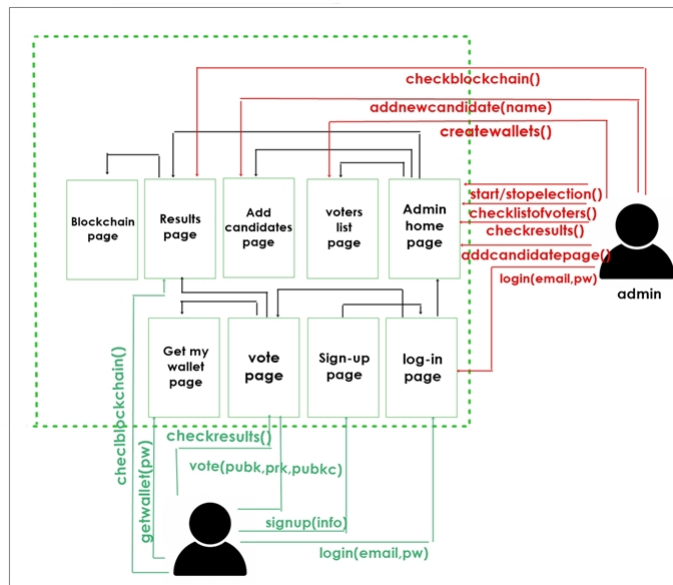 checkblockchain()
addnewcandidate(name)
createwallets()
Blockchain
page
Results
page
Add
candidates
page
voters
list
page
Admin
home
page
start/stopelection()
checklistofvoters()
checkresults()
addcandidatepage()
login(email,pw)
admin
Get my
wallet
page
vote
page
Sign-up
page
log-in
page
checlblockchain()
getwallet(pw)
checkresults()
vote(pubk,prk,pubkc)
signup(info)
login(email,pw)